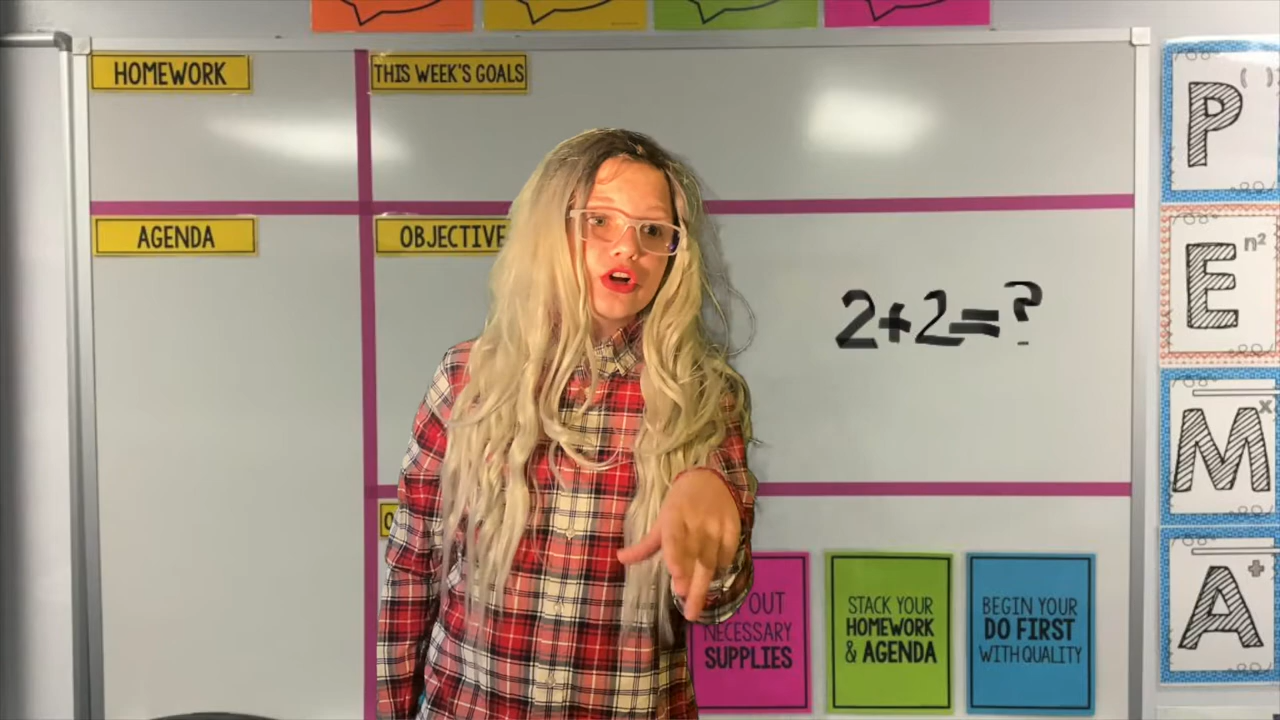 HOMEWORK
THIS WEEK'S GOALS
AGENDA
OBJECTIVE
2+2=?
OUT
NECESSARY
SUPPLIES
STACK YOUR
HOMEWORK
& AGENDA
BEGIN YOUR
DO FIRST
WITH QUALITY
P ( )
E n²
M x
A +